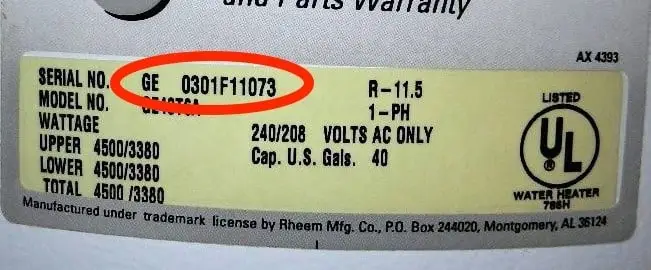 and Parts Warranty
AX 4393
SERIAL NO. GE 0301F11073 R-11.5
MODEL NO. 1-PH
WATTAGE 240/208 VOLTS AC ONLY
UPPER 4500/3380 Cap. U.S. Gals. 40
LOWER 4500/3380
TOTAL 4500 /3380
LISTED
UL
WATER HEATER
Manufactured under trademark license by Rheem Mfg. Co., P.O. Box 244020, Montgomery, AL 36124